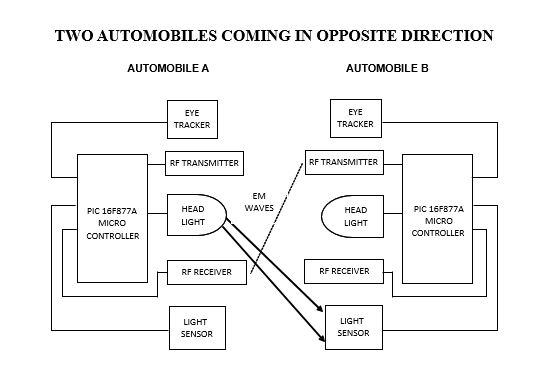 TWO AUTOMOBILES COMING IN OPPOSITE DIRECTION
AUTOMOBILE A
AUTOMOBILE B
EYE
TRACKER
RF TRANSMITTER
PIC 16F877A
MICRO
CONTROLLER
HEAD
LIGHT
RF RECEIVER
LIGHT
SENSOR
EM
WAVES
EYE
TRACKER
RF TRANSMITTER
PIC 16F877A
MICRO
CONTROLLER
HEAD
LIGHT
RF RECEIVER
LIGHT
SENSOR